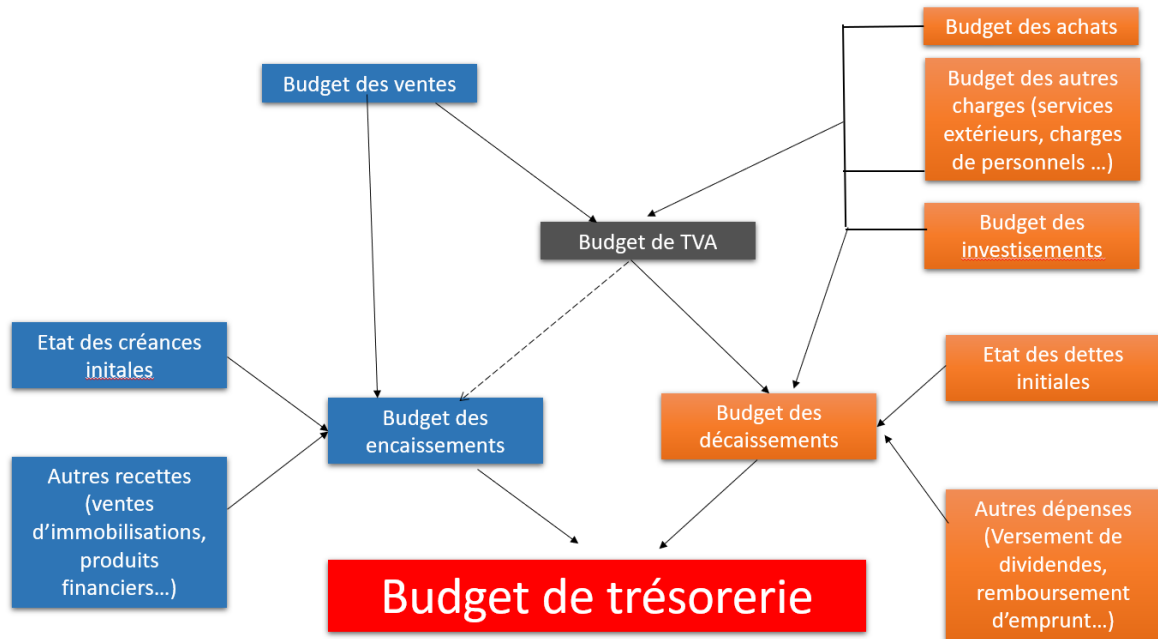 Budget des achats
Budget des ventes
Budget des autres
charges (services
extérieurs, charges
de personnels ...)
Budget de TVA
Budget des
investisements
Etat des créances
initales
Etat des dettes
initiales
Budget des
encaissements
Budget des
décaissements
Autres recettes
(ventes
d’immobilisations,
produits
financiers…)
Autres dépenses
(Versement de
dividendes,
remboursement
d’emprunt…)
Budget de trésorerie